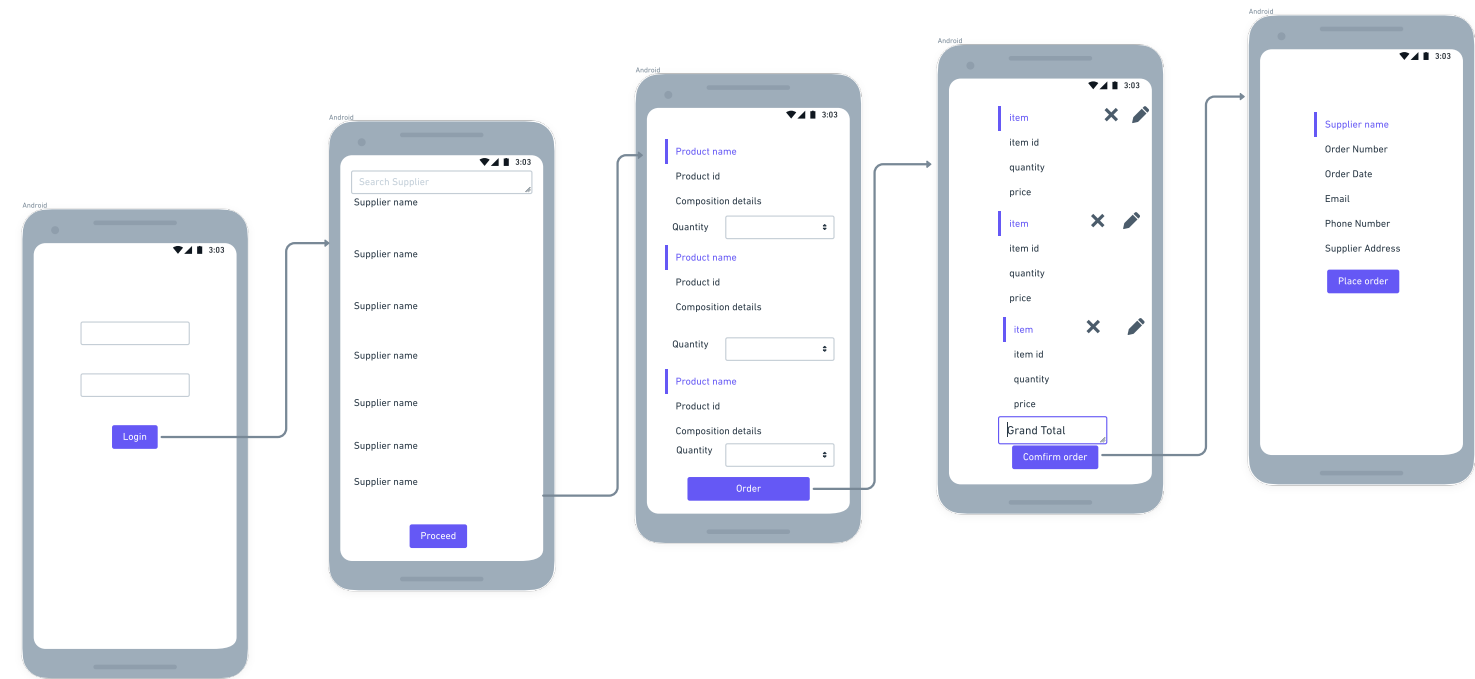 Android
3:03
Login
Android
3:03
Search Supplier
Supplier name
Supplier name
Supplier name
Supplier name
Supplier name
Supplier name
Supplier name
Proceed
Android
3:03
Product name
Product id
Composition details
Quantity
Product name
Product id
Composition details
Quantity
Product name
Product id
Composition details
Quantity
Order
Android
3:03
item
item id
quantity
price
item
item id
quantity
price
item
item id
quantity
price
Grand Total
Comfirm order
Android
3:03
Supplier name
Order Number
Order Date
Email
Phone Number
Supplier Address
Place order